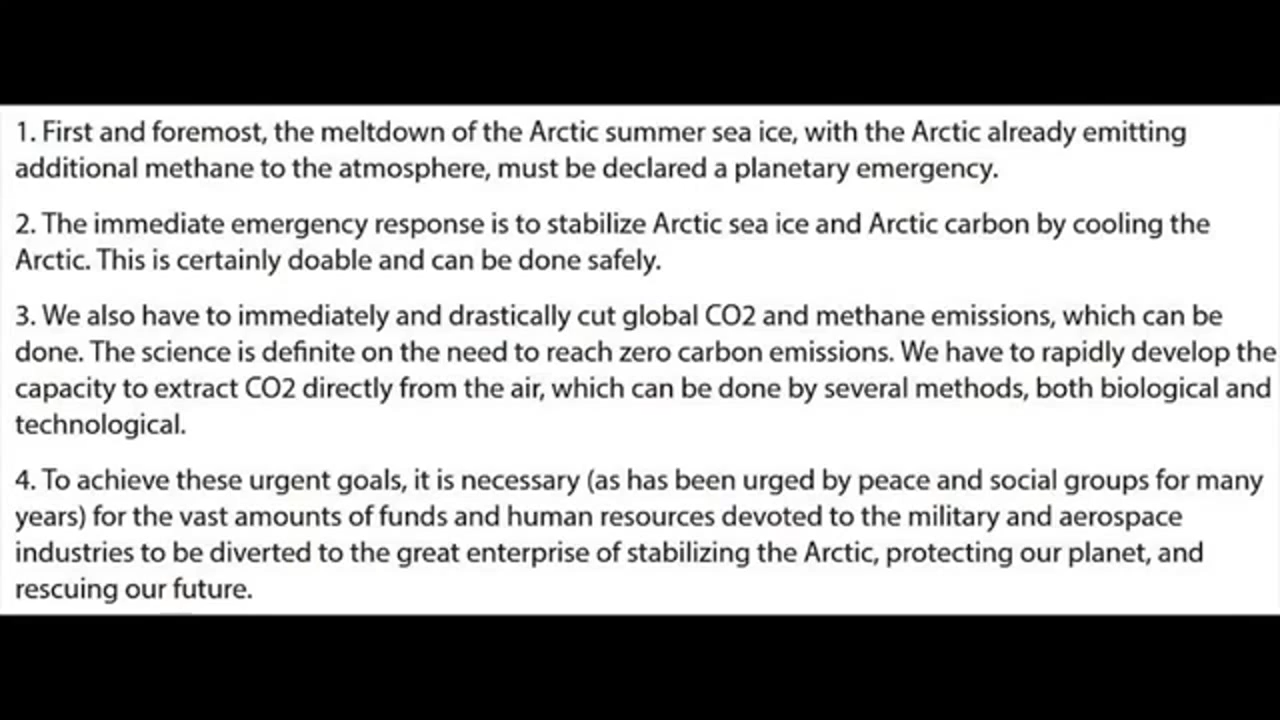 1. First and foremost, the meltdown of the Arctic summer sea ice, with the Arctic already emitting
additional methane to the atmosphere, must be declared a planetary emergency.
2. The immediate emergency response is to stabilize Arctic sea ice and Arctic carbon by cooling the
Arctic. This is certainly doable and can be done safely.
3. We also have to immediately and drastically cut global CO2 and methane emissions, which can be
done. The science is definite on the need to reach zero carbon emissions. We have to rapidly develop the
capacity to extract CO2 directly from the air, which can be done by several methods, both biological and
technological.
4. To achieve these urgent goals, it is necessary (as has been urged by peace and social groups for many
years) for the vast amounts of funds and human resources devoted to the military and aerospace
industries to be diverted to the great enterprise of stabilizing the Arctic, protecting our planet, and
rescuing our future.